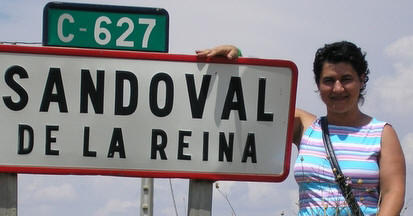 C-627
SANDOVAL
DE LA REINA